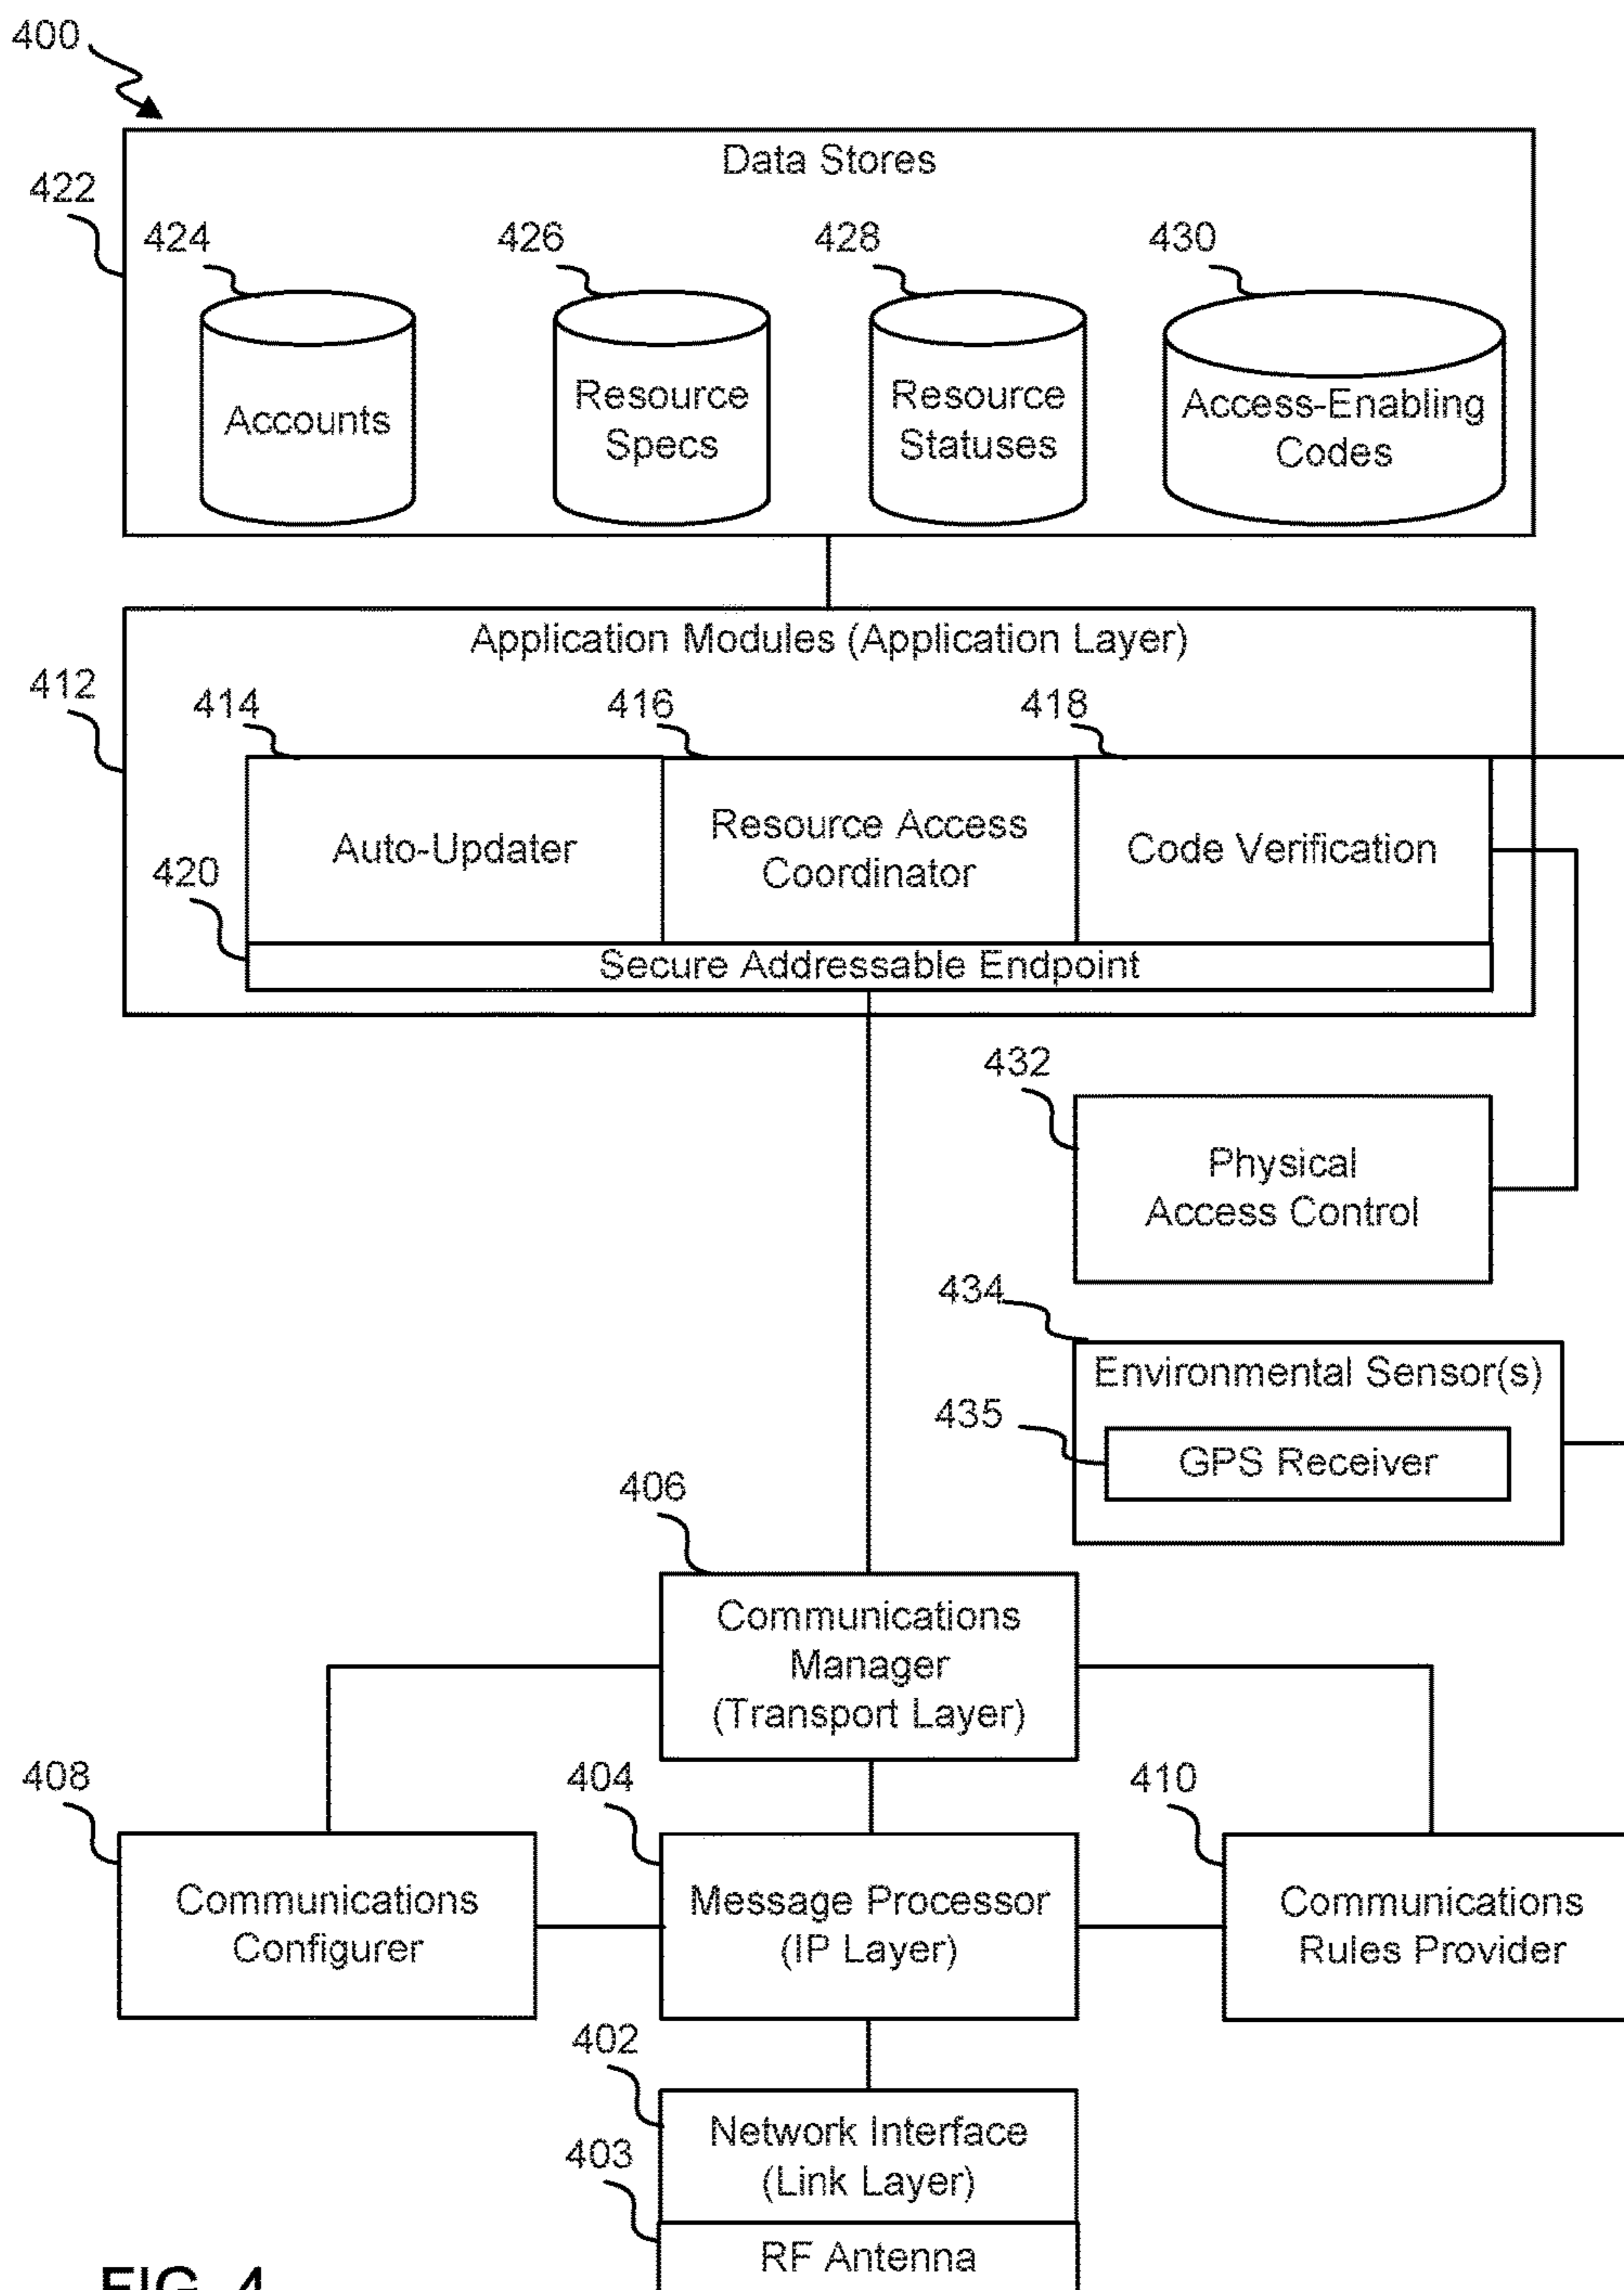 400
Data Stores
422
424
426
428
430
Accounts
Resource
Specs
Resource
Statuses
Access-Enabling
Codes
Application Modules (Application Layer)
412
414
416
418
Auto-Updater
Resource Access
Coordinator
Code Verification
420
Secure Addressable Endpoint
432
Physical
Access Control
434
Environmental Sensor(s)
435
GPS Receiver
406
Communications
Manager
(Transport Layer)
408
404
410
Communications
Configurer
Message Processor
(IP Layer)
Communications
Rules Provider
402
Network Interface
(Link Layer)
403
RF Antenna
FIG. 4